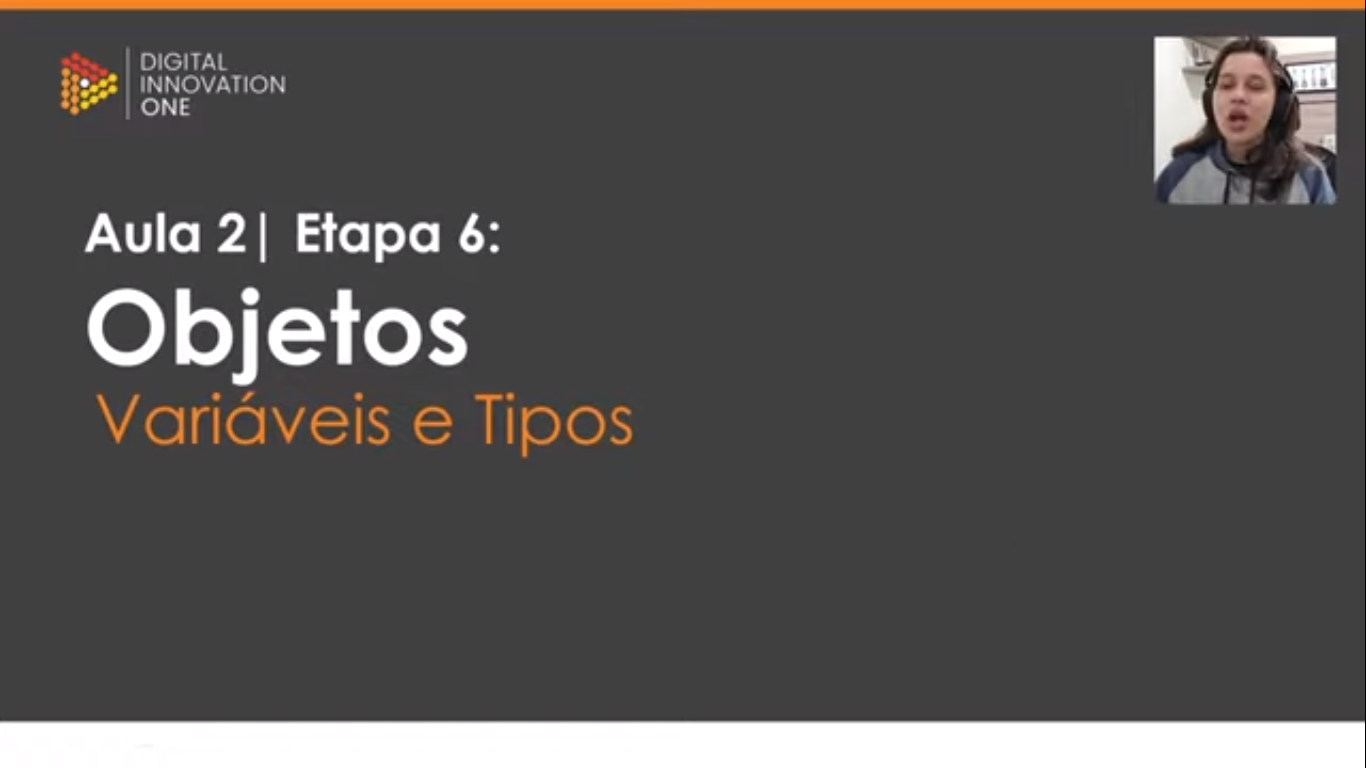 DIGITAL
INNOVATION
ONE
Aula 2| Etapa 6:
Objetos
Variáveis e Tipos